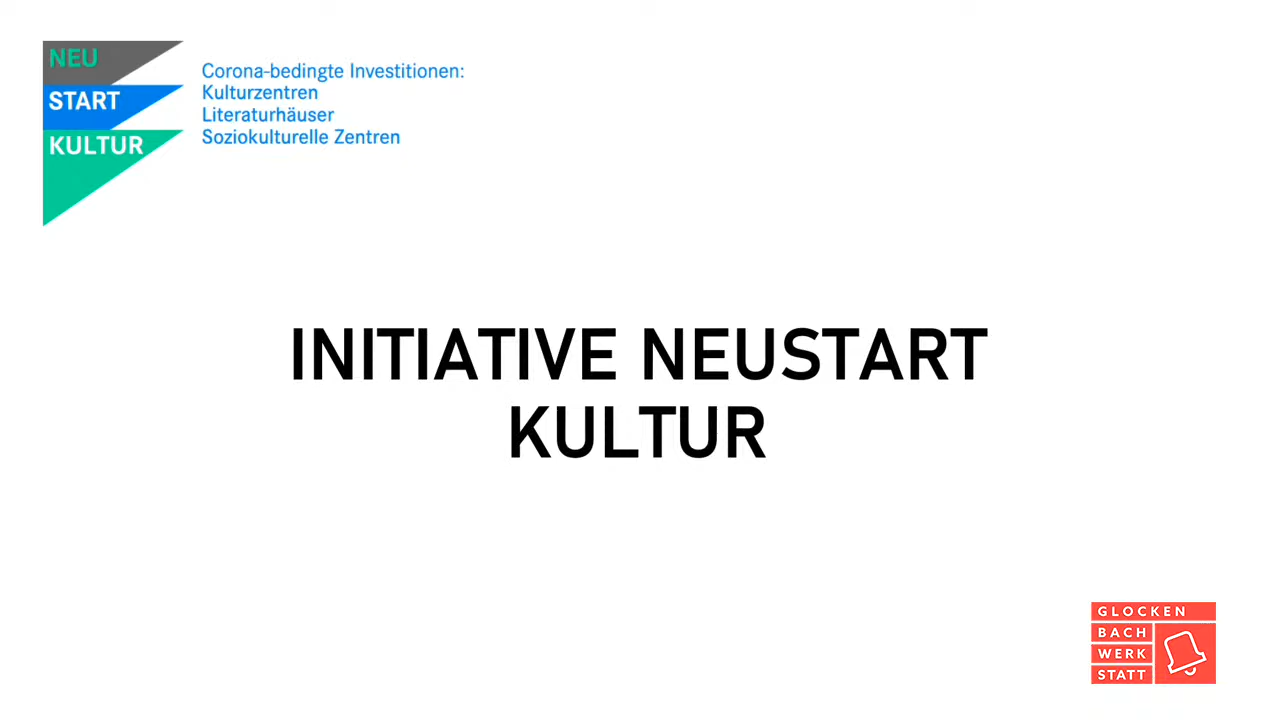 NEU
START
KULTUR
Corona-bedingte Investitionen:
Kulturzentren
Literaturhäuser
Soziokulturelle Zentren
INITIATIVE NEUSTART
KULTUR
GLOCKEN
BACH
WERK
STATT